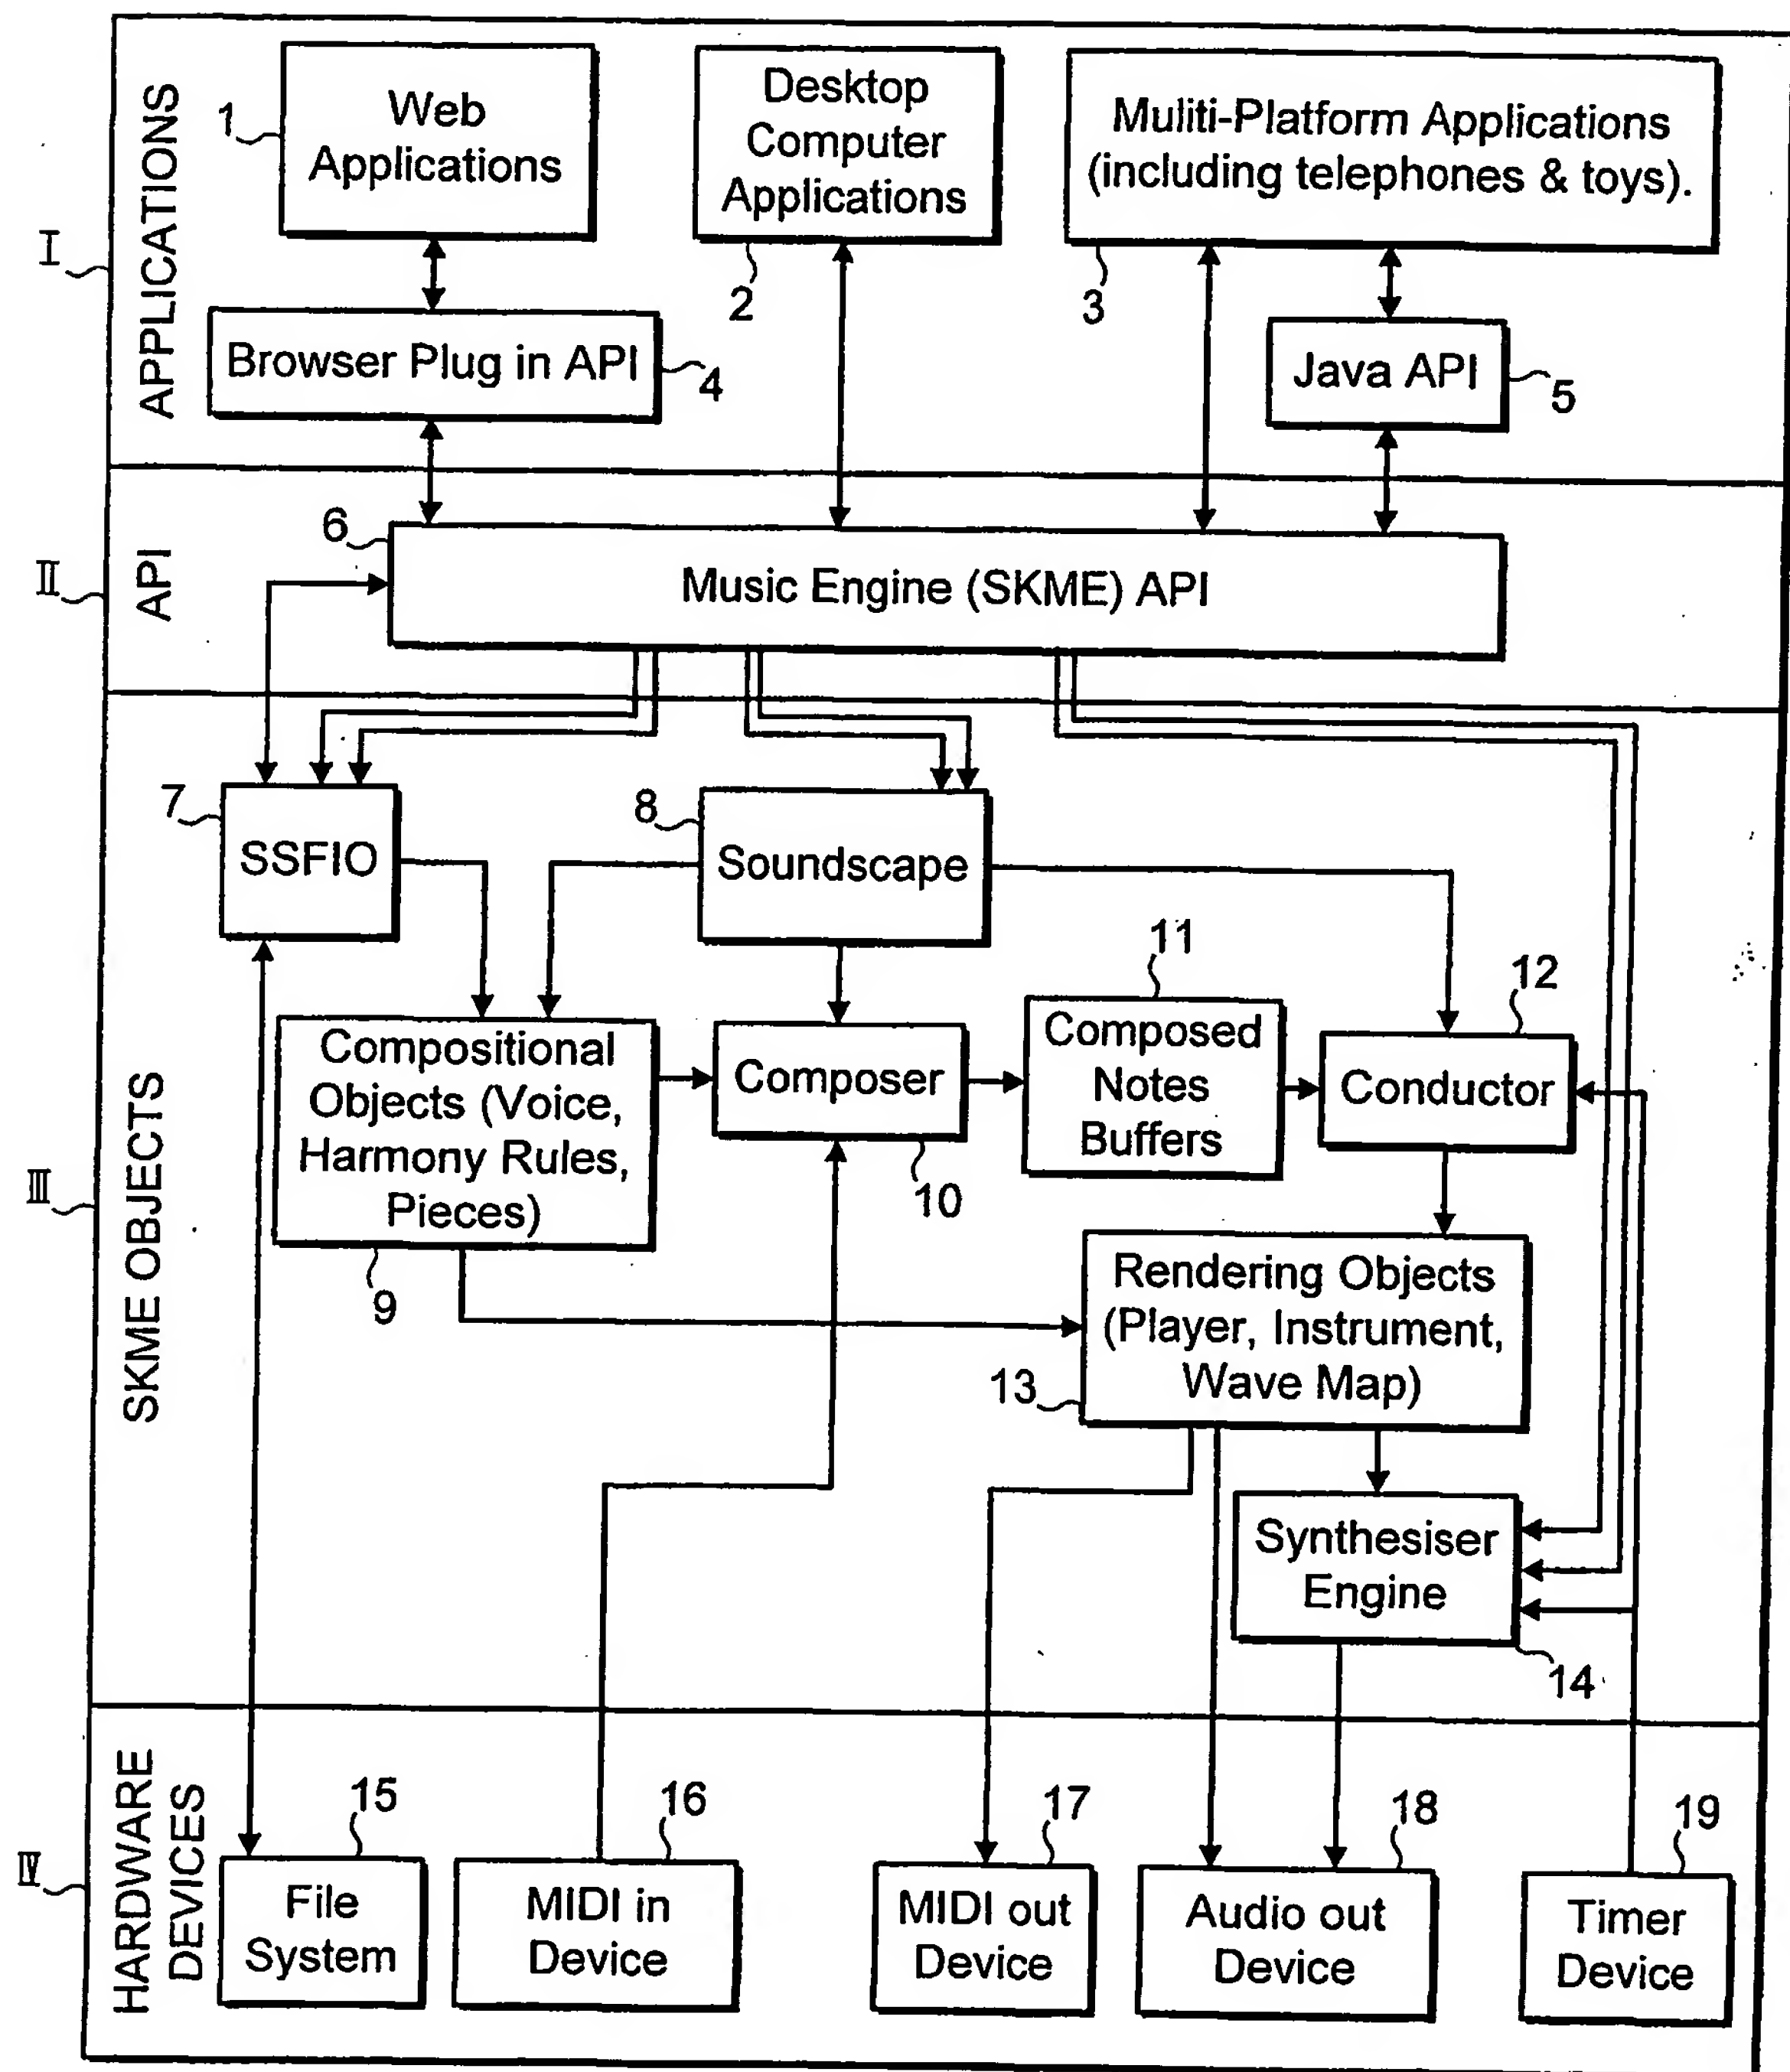 I
APPLICATIONS
1
Web
Applications
Desktop
Computer
Applications
2
Muliti-Platform Applications
(including telephones & toys).
3
Browser Plug in API
4
Java API
5
II
API
6
Music Engine (SKME) API
III
SKME OBJECTS
7
SSFIO
8
Soundscape
Compositional
Objects (Voice,
Harmony Rules,
Pieces)
9
Composer
10
11
Composed
Notes
Buffers
12
Conductor
Rendering Objects
(Player, Instrument,
Wave Map)
13
Synthesiser
Engine
14
IV
HARDWARE
DEVICES
15
File
System
16
MIDI in
Device
17
MIDI out
Device
18
Audio out
Device
19
Timer
Device